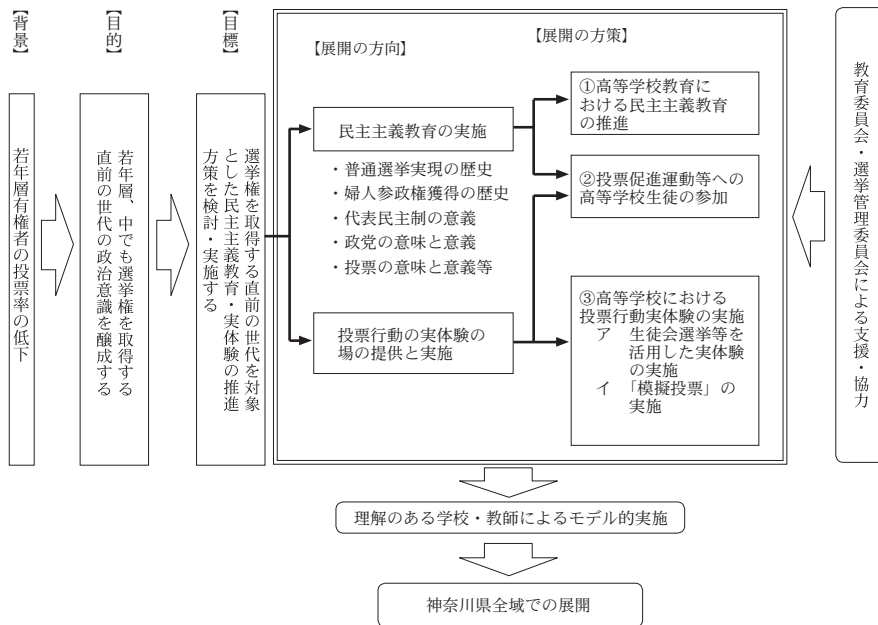 【背景】
若年層有権者の投票率の低下
【目的】
若年層、中でも選挙権を取得する
直前の世代の政治意識を醸成する
【目標】
選挙権を取得する直前の世代を対象
とした民主主義教育・実体験の推進
方策を検討・実施する
【展開の方向】
民主主義教育の実施
・普通選挙実現の歴史
・婦人参政権獲得の歴史
・代表民主制の意義
・政党の意味と意義
・投票の意味と意義等
投票行動の実体験の
場の提供と実施
【展開の方策】
①高等学校教育に
おける民主主義教育
の推進
②投票促進運動等への
高等学校生徒の参加
③高等学校における
投票行動実体験の実施
ア 生徒会選挙等を
活用した実体験
の実施
イ 「模擬投票」の
実施
教育委員会・選挙管理委員会による支援・協力
理解のある学校・教師によるモデル的実施
神奈川県全域での展開